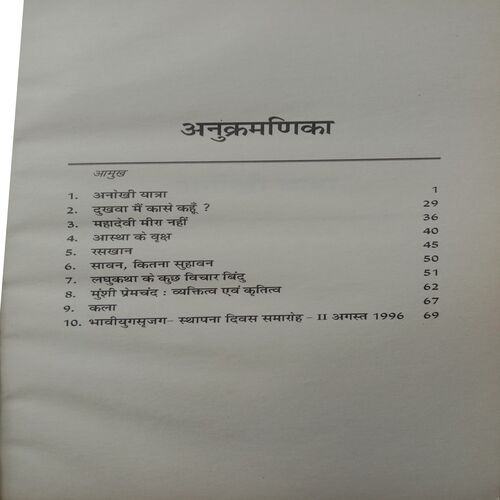 अनुक्रमणिका
आमुख
1. अनोखी यात्रा 1
2. दुखवा मैं कासे कहूँ ? 29
3. महादेवी मीरा नहीं 36
4. आस्था के वृक्ष 40
5. रसखान 45
6. सावन, कितना सुहावन 50
7. लघुकथा के कुछ विचार बिंदु 51
8. मुंशी प्रेमचंद : व्यक्तित्व एवं कृतित्व 62
9. कला 67
10. भावीयुगसृजग- स्थापना दिवस समारोह - II अगस्त 1996 69